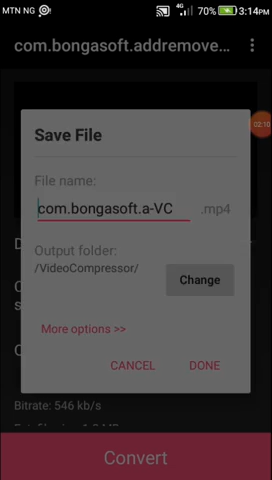 MTN NG 4G 70% 3:14PM
com.bongasoft.addremove...
02:10
Save File
File name:
com.bongasoft.a-VC .mp4
Output folder:
/VideoCompressor/
Change
More options >>
CANCEL DONE
Bitrate: 546 kb/s
Convert